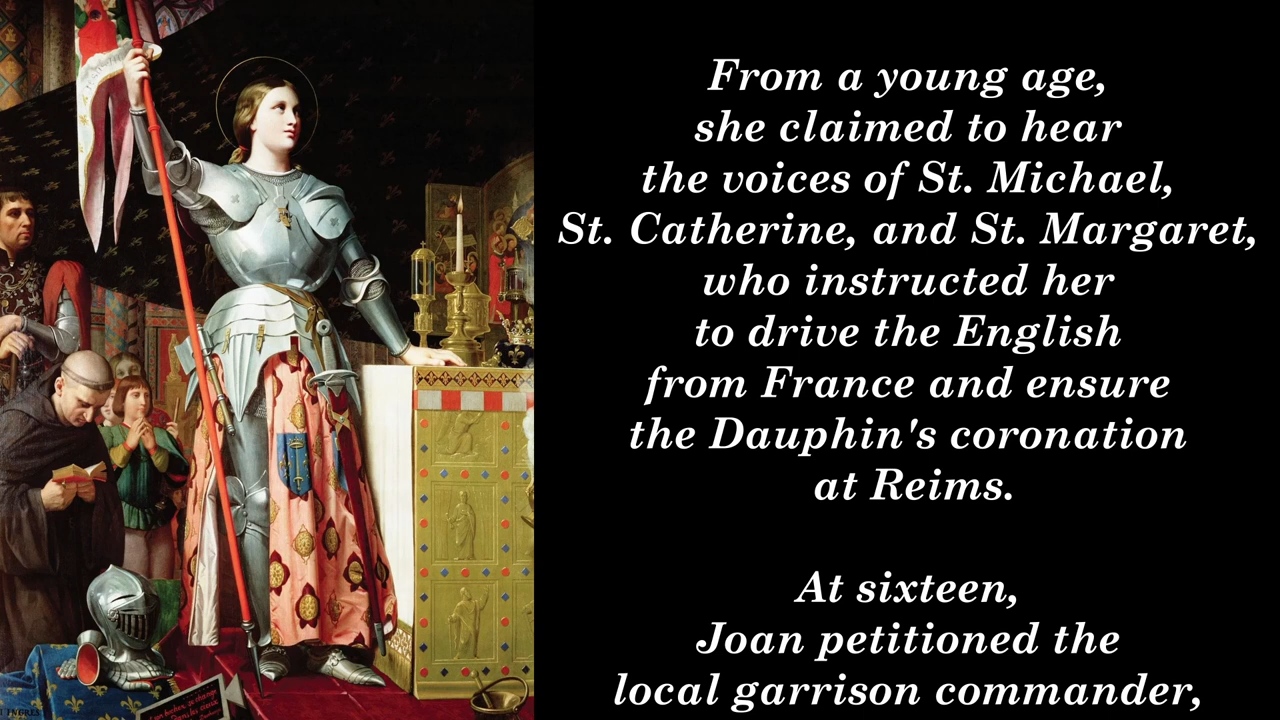 From a young age,
she claimed to hear
the voices of St. Michael,
St. Catherine, and St. Margaret,
who instructed her
to drive the English
from France and ensure
the Dauphin's coronation
at Reims.
At sixteen,
Joan petitioned the
local garrison commander,